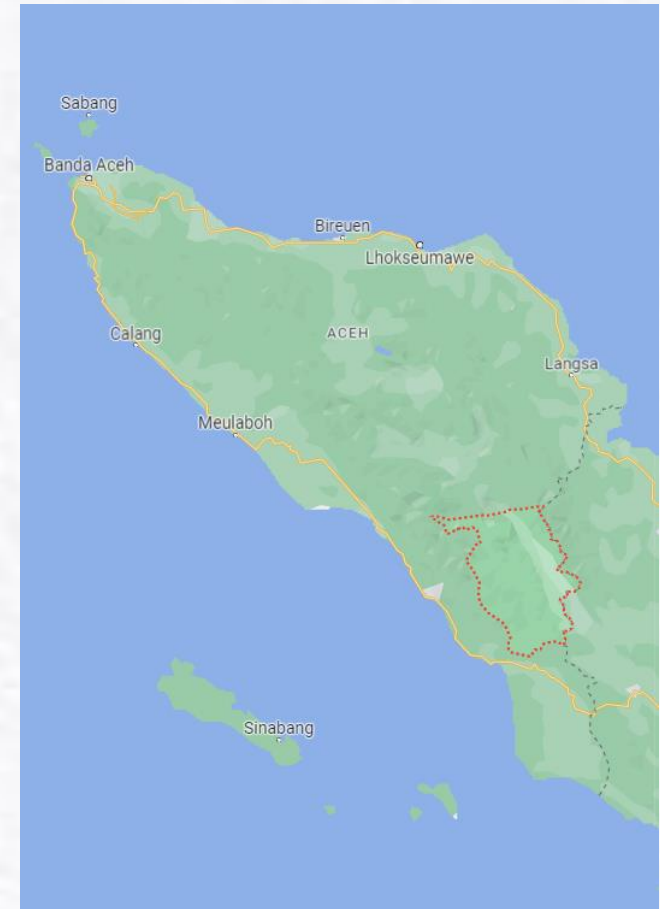 Sabang
Banda Aceh
Bireuen
Lhokseumawe
Calang
ACEH
Langsa
Meulaboh
Sinabang